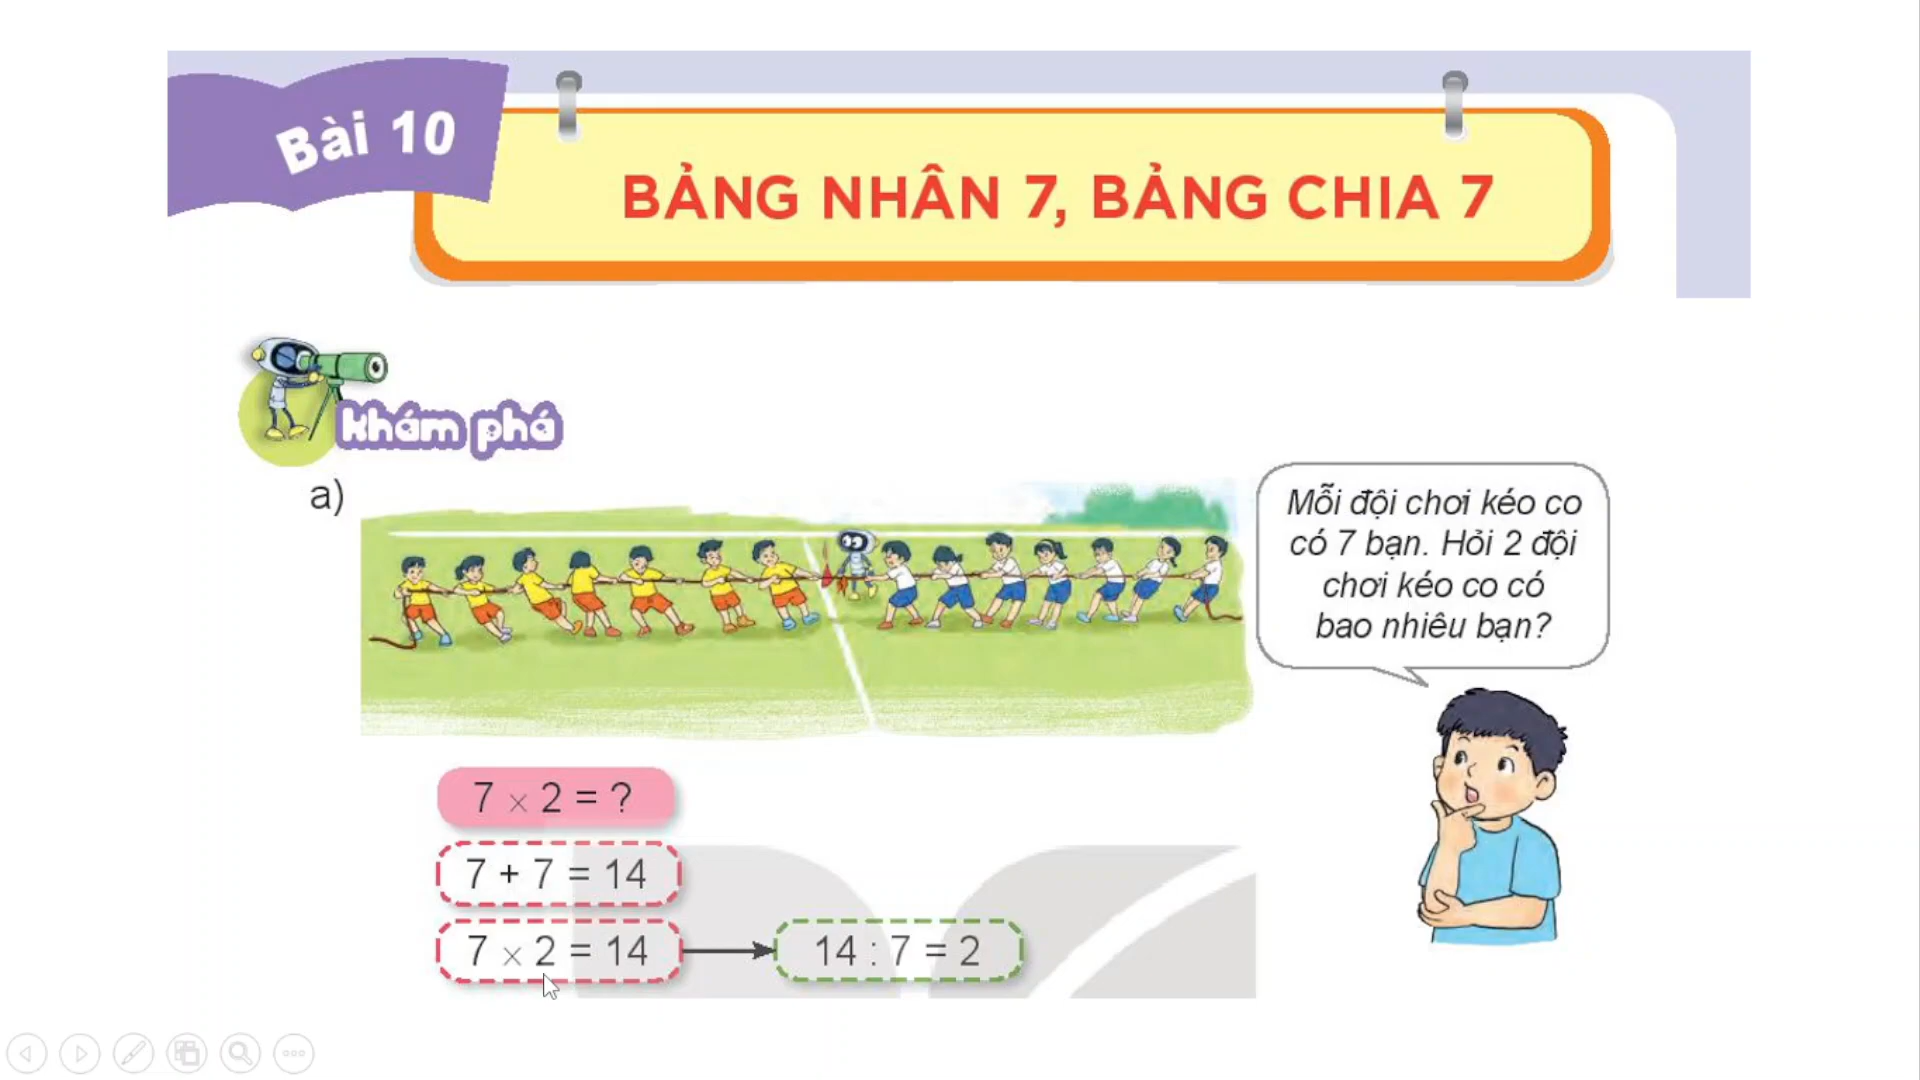 Bài 10
BẢNG NHÂN 7, BẢNG CHIA 7
Khám phá
a)
Mỗi đội chơi kéo co
có 7 bạn. Hỏi 2 đội
chơi kéo co có
bao nhiêu bạn?
7 × 2 = ?
7 + 7 = 14
7 × 2 = 14
14 : 7 = 2